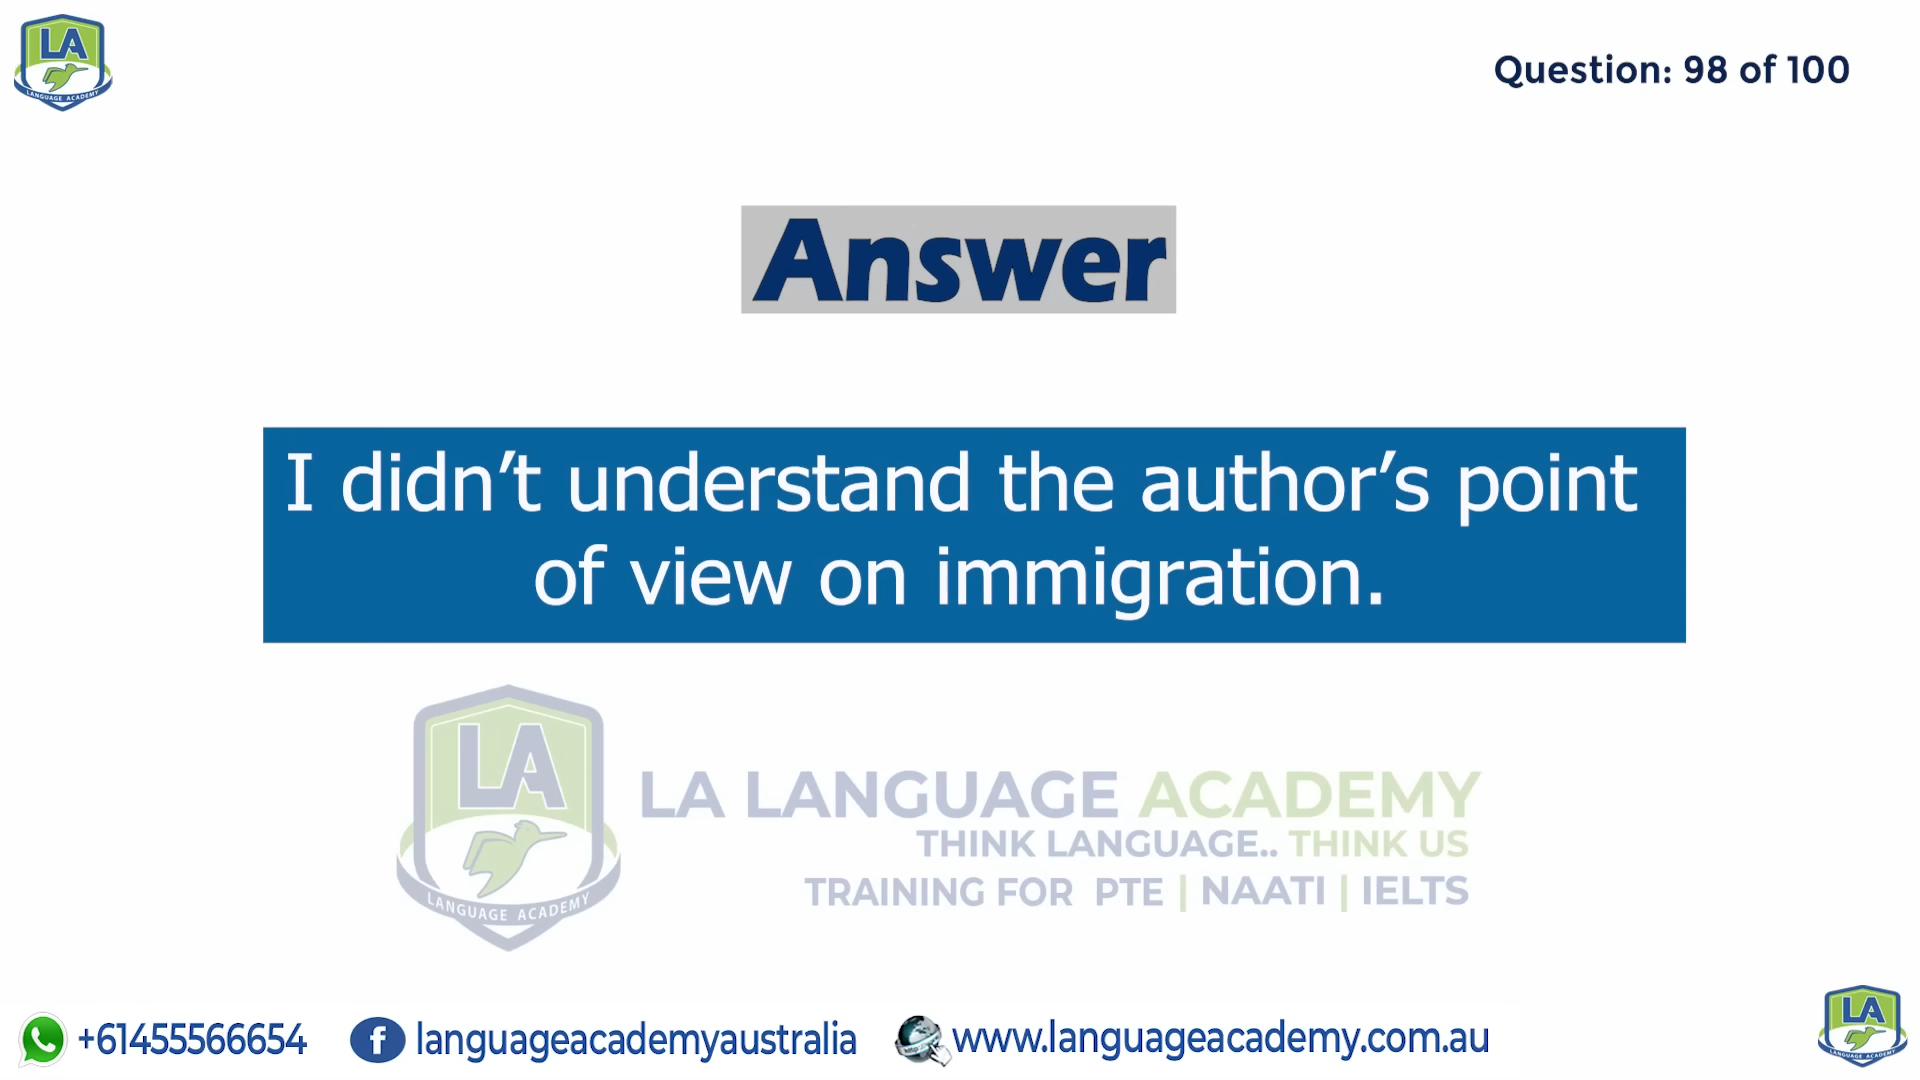 LA
LANGUAGE ACADEMY
Question: 98 of 100
Answer
I didn’t understand the author’s point
of view on immigration.
LA
LANGUAGE ACADEMY
LA LANGUAGE ACADEMY
THINK LANGUAGE.. THINK US
TRAINING FOR PTE | NAATI | IELTS
+61455566654
f
languageacademyaustralia
www.languageacademy.com.au
LA
LANGUAGE ACADEMY